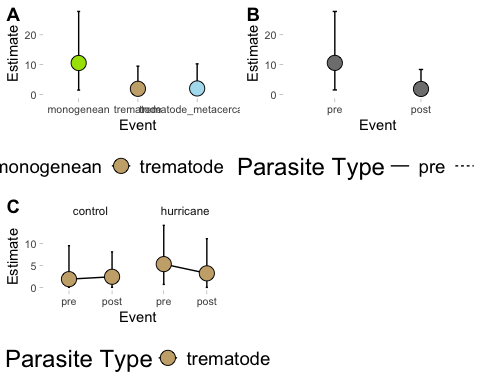 A
Estimate
20
10
0
monogenean
Event
monogenean trematode
B
Estimate
20
10
0
pre post
Event
Parasite Type pre
C
control hurricane
Estimate
10
5
0
pre post pre post
Event
Parasite Type trematode